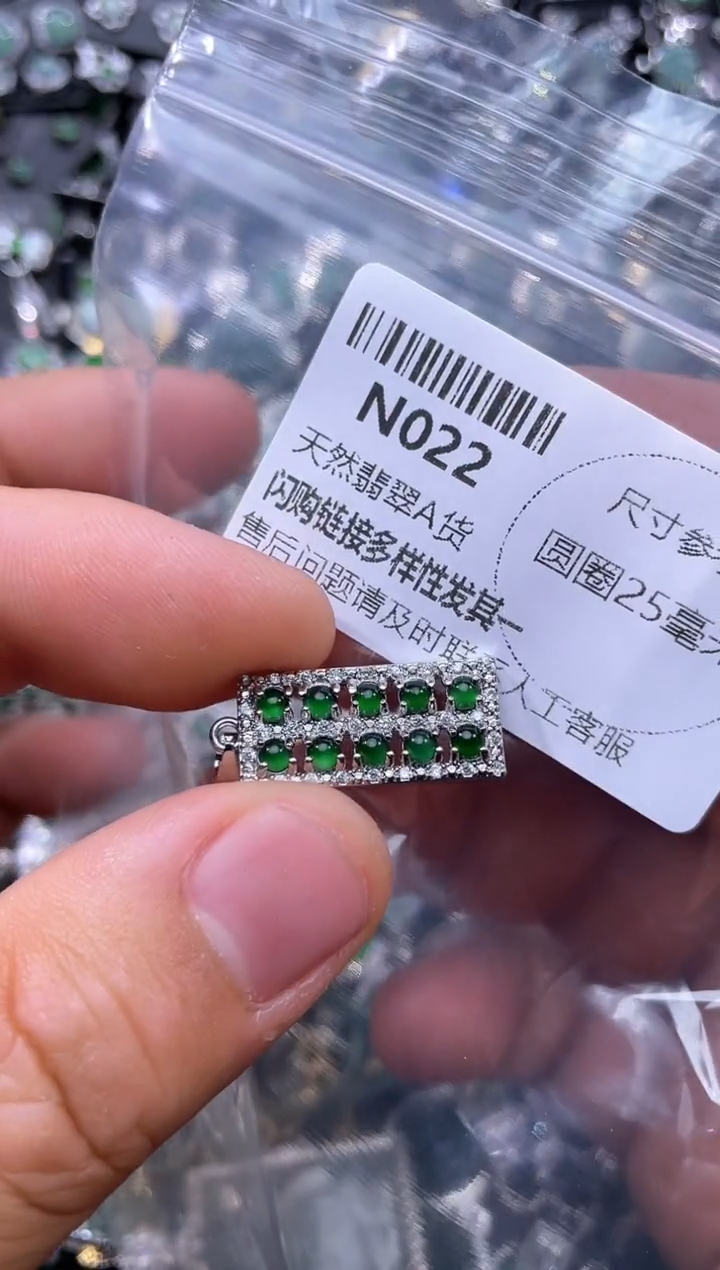 N022
天然翡翠A货
闪购链接多样性发其一
售后问题请及时联 人工客服
尺寸参
圆圈25毫